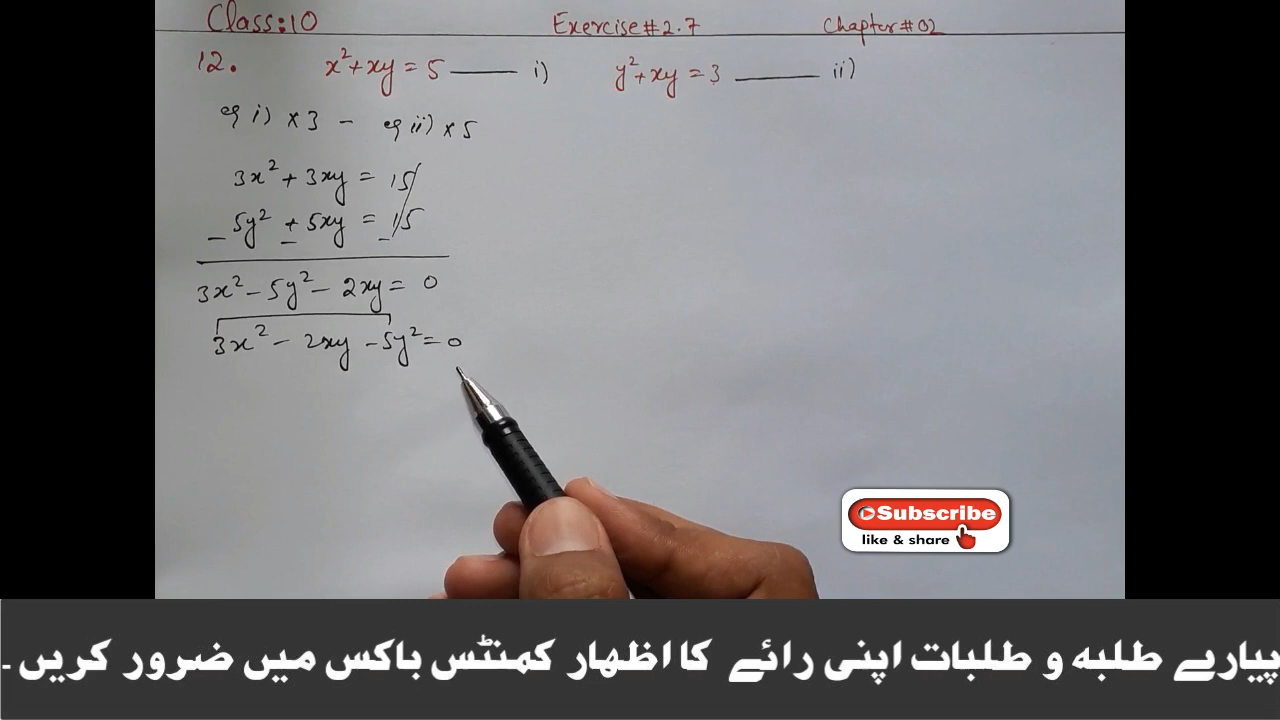 Class:10 Exercise#2.7 Chapter#02
12. x²+xy = 5 —— i) y²+xy = 3 —— ii)
eq i) × 3 - eq ii) × 5
3x² + 3xy = 15
- 5y² + 5xy = 15
- -
3x² - 5y² - 2xy = 0
3x² - 2xy - 5y² = 0
Subscribe
like & share
پیارے طلبہ و طلبات اپنی رائے کا اظہار کمنٹس باکس میں ضرور کریں۔